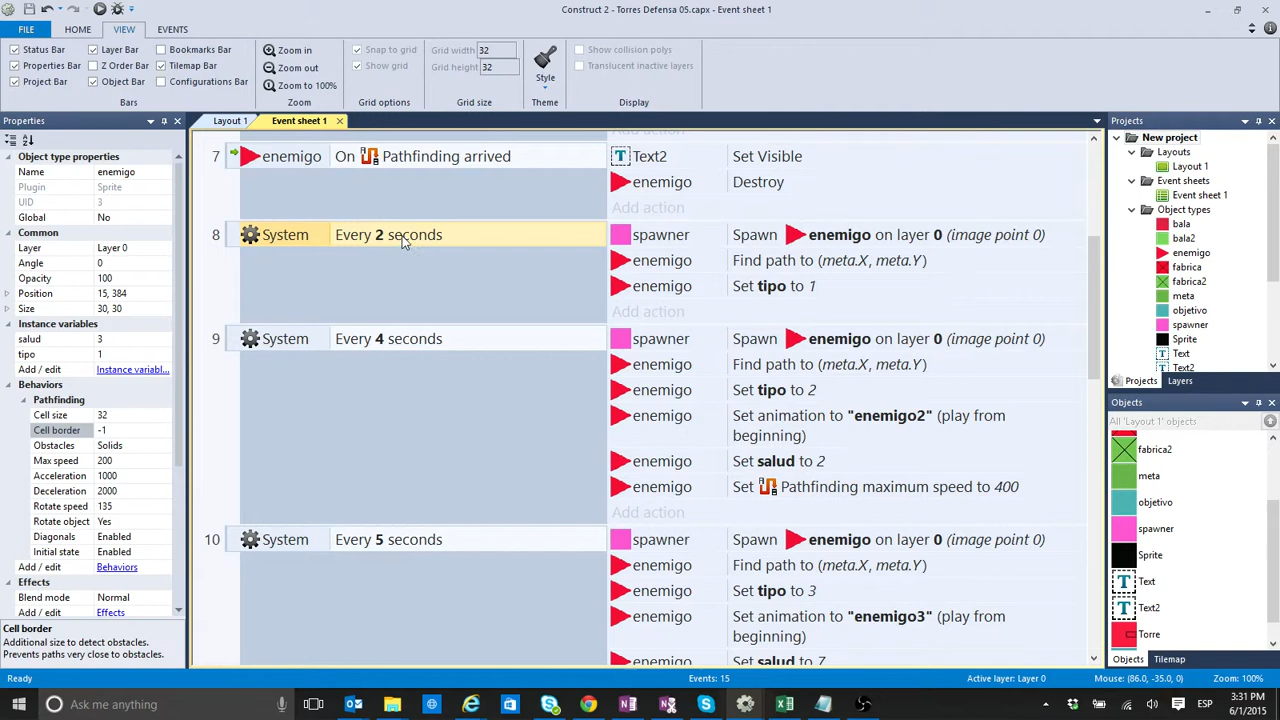 Construct 2 - Torres Defensa 05.capx - Event sheet 1
FILE HOME VIEW EVENTS
Status Bar Layer Bar Bookmarks Bar
Properties Bar Z Order Bar Tilemap Bar
Project Bar Object Bar Configurations Bar
Bars
Zoom in
Zoom out
Zoom to 100%
Zoom
Snap to grid
Show grid
Grid options
Grid width 32
Grid height 32
Grid size
Style
Theme
Show collision polys
Translucent inactive layers
Display
Properties
Object type properties
Name enemigo
Plugin Sprite
UID 3
Global No
Common
Layer Layer 0
Angle 0
Opacity 100
Position 15, 384
Size 30, 30
Instance variables
salud 3
tipo 1
Add / edit Instance variabl...
Behaviors
Pathfinding
Cell size 32
Cell border -1
Obstacles Solids
Max speed 200
Acceleration 1000
Deceleration 2000
Rotate speed 135
Rotate object Yes
Diagonals Enabled
Initial state Enabled
Add / edit Behaviors
Effects
Blend mode Normal
Add / edit Effects
Cell border
Additional size to detect obstacles.
Prevents paths very close to obstacles.
Layout 1 Event sheet 1
Add action
7 enemigo On Pathfinding arrived Text2 Set Visible
enemigo Destroy
Add action
8 System Every 2 seconds spawner Spawn enemigo on layer 0 (image point 0)
enemigo Find path to (meta.X, meta.Y)
enemigo Set tipo to 1
Add action
9 System Every 4 seconds spawner Spawn enemigo on layer 0 (image point 0)
enemigo Find path to (meta.X, meta.Y)
enemigo Set tipo to 2
enemigo Set animation to "enemigo2" (play from
beginning)
enemigo Set salud to 2
enemigo Set Pathfinding maximum speed to 400
Add action
10 System Every 5 seconds spawner Spawn enemigo on layer 0 (image point 0)
enemigo Find path to (meta.X, meta.Y)
enemigo Set tipo to 3
enemigo Set animation to "enemigo3" (play from
beginning)
enemigo Set salud to 7
Projects
New project
Layouts
Layout 1
Event sheets
Event sheet 1
Object types
bala
bala2
enemigo
fabrica
fabrica2
meta
objetivo
spawner
Sprite
Text
Text2
Projects Layers
Objects
All 'Layout 1' objects
fabrica2
meta
objetivo
spawner
Sprite
Text
Text2
Torre
Objects Tilemap
Ready Events: 15 Active layer: Layer 0 Mouse: (86.0, -35.0, 0) Zoom: 100%
Ask me anything
ESP
3:31 PM
6/1/2015